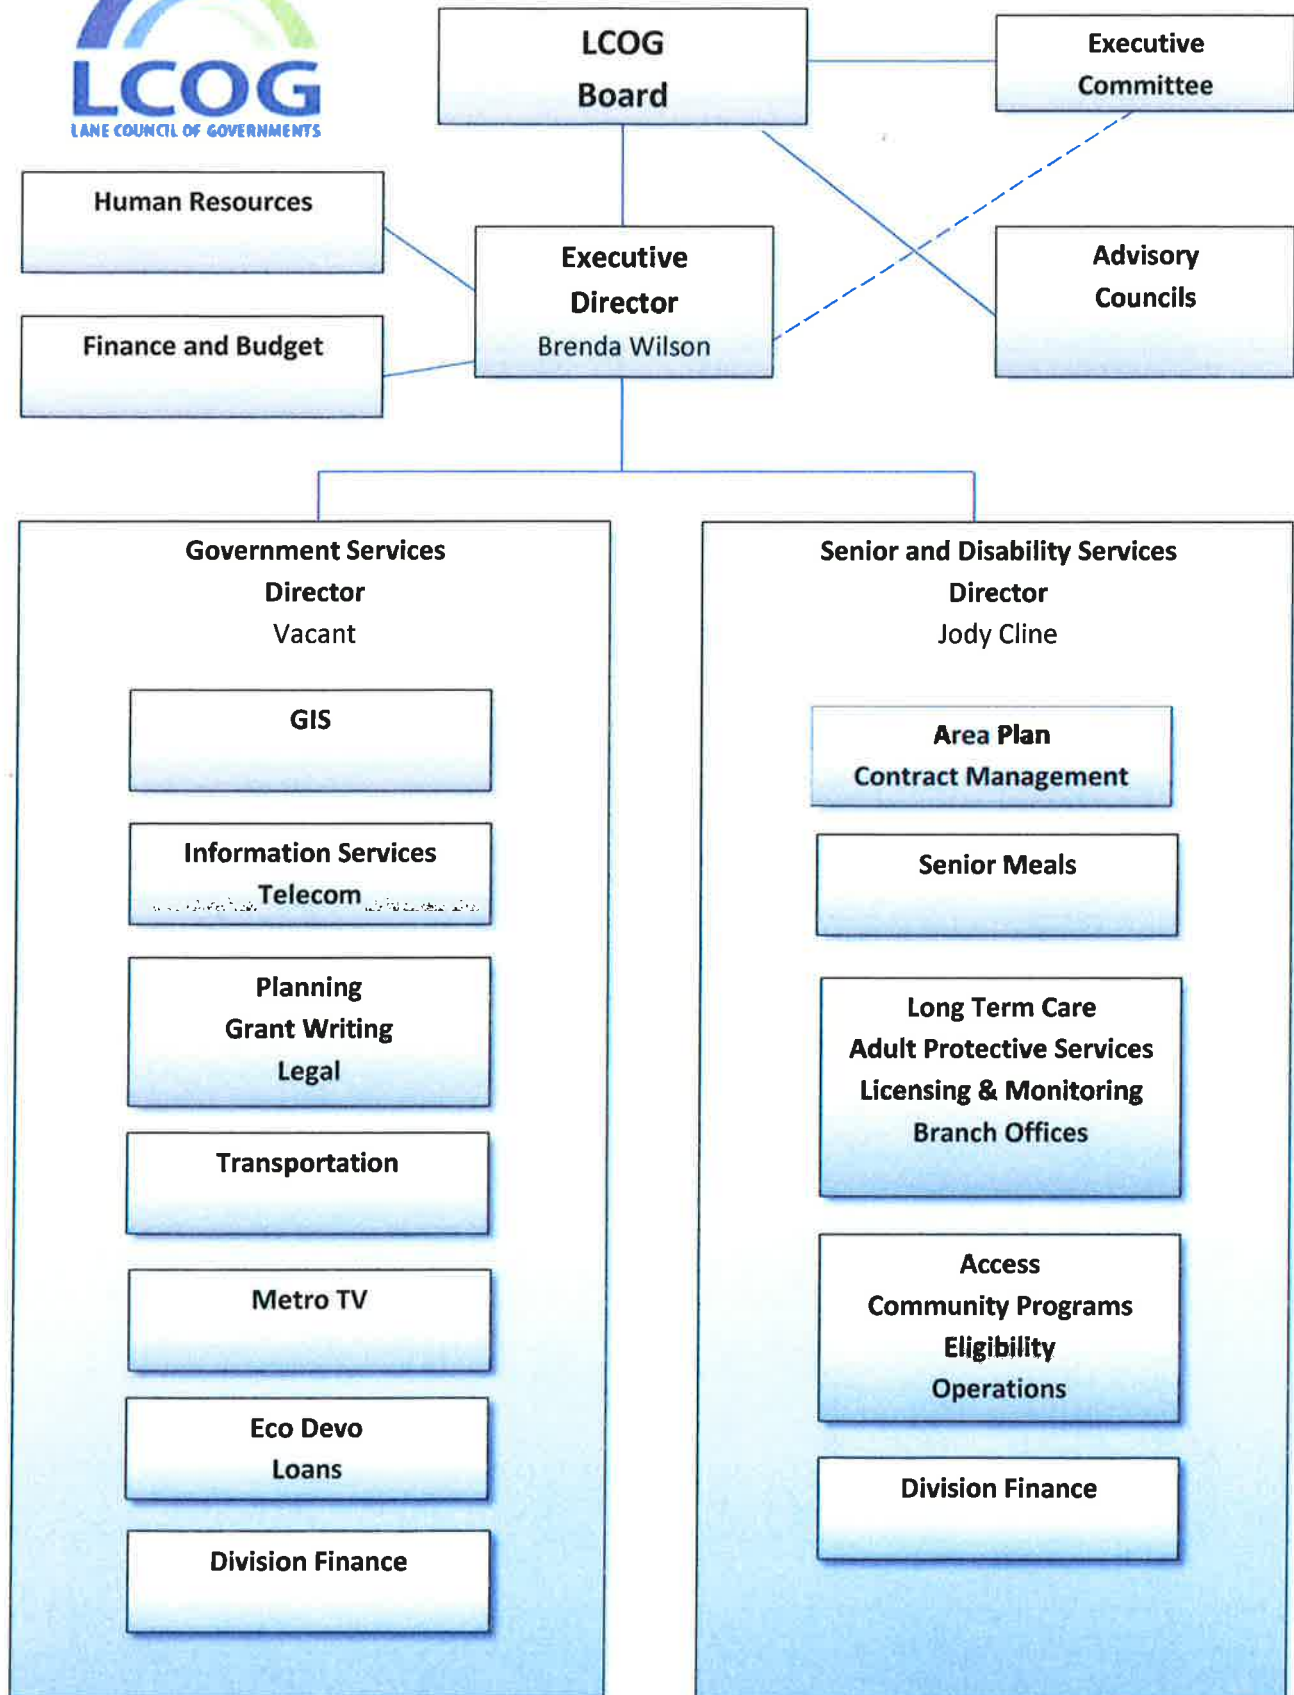 LCOG
LANE COUNCIL OF GOVERNMENTS
LCOG
Board
Executive
Committee
Human Resources
Finance and Budget
Executive
Director
Brenda Wilson
Advisory
Councils
Government Services
Director
Vacant
GIS
Information Services
Telecom
Planning
Grant Writing
Legal
Transportation
Metro TV
Eco Devo
Loans
Division Finance
Senior and Disability Services
Director
Jody Cline
Area Plan
Contract Management
Senior Meals
Long Term Care
Adult Protective Services
Licensing & Monitoring
Branch Offices
Access
Community Programs
Eligibility
Operations
Division Finance